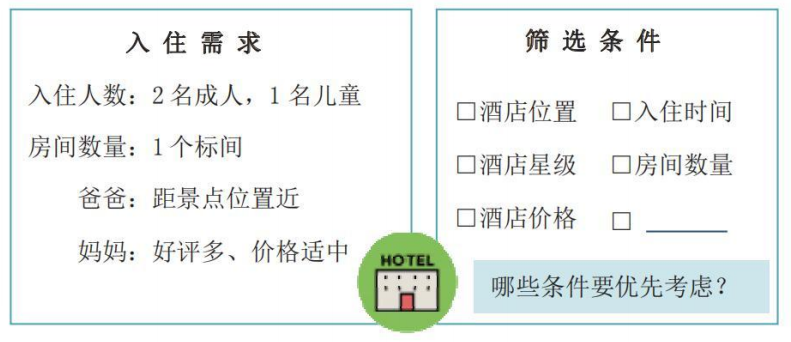 入住需求
入住人数：2名成人，1名儿童
房间数量：1个标间
爸爸：距景点位置近
妈妈：好评多、价格适中
HOTEL
筛选条件
□酒店位置 □入住时间
□酒店星级 □房间数量
□酒店价格 □ ______
哪些条件要优先考虑？